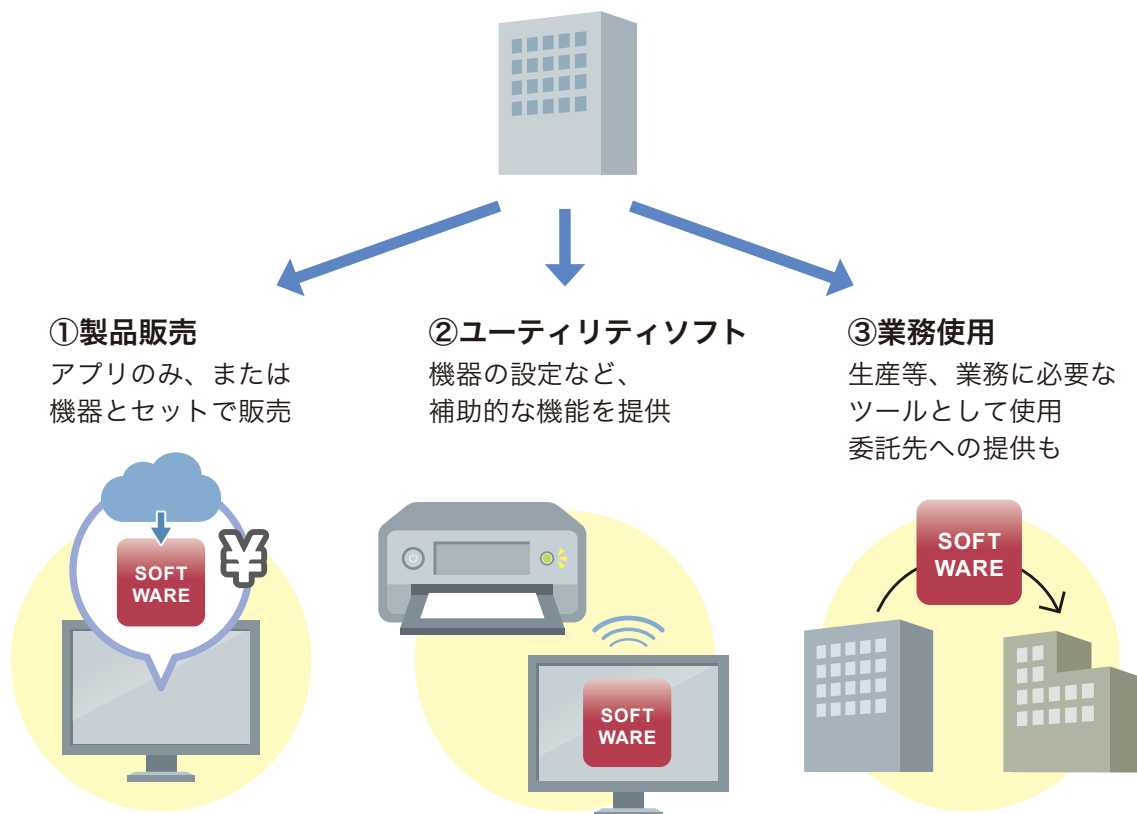 ①製品販売
アプリのみ、または
機器とセットで販売
SOFT
WARE
¥
②ユーティリティソフト
機器の設定など、
補助的な機能を提供
SOFT
WARE
③業務使用
生産等、業務に必要な
ツールとして使用
委託先への提供も
SOFT
WARE